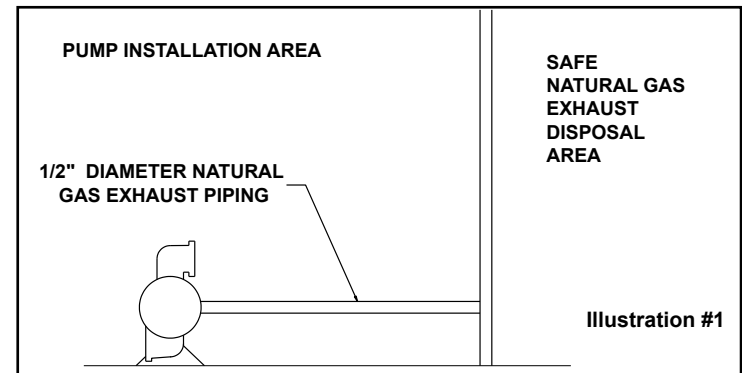 PUMP INSTALLATION AREA
SAFE
NATURAL GAS
EXHAUST
DISPOSAL
AREA
1/2" DIAMETER NATURAL
GAS EXHAUST PIPING
Illustration #1